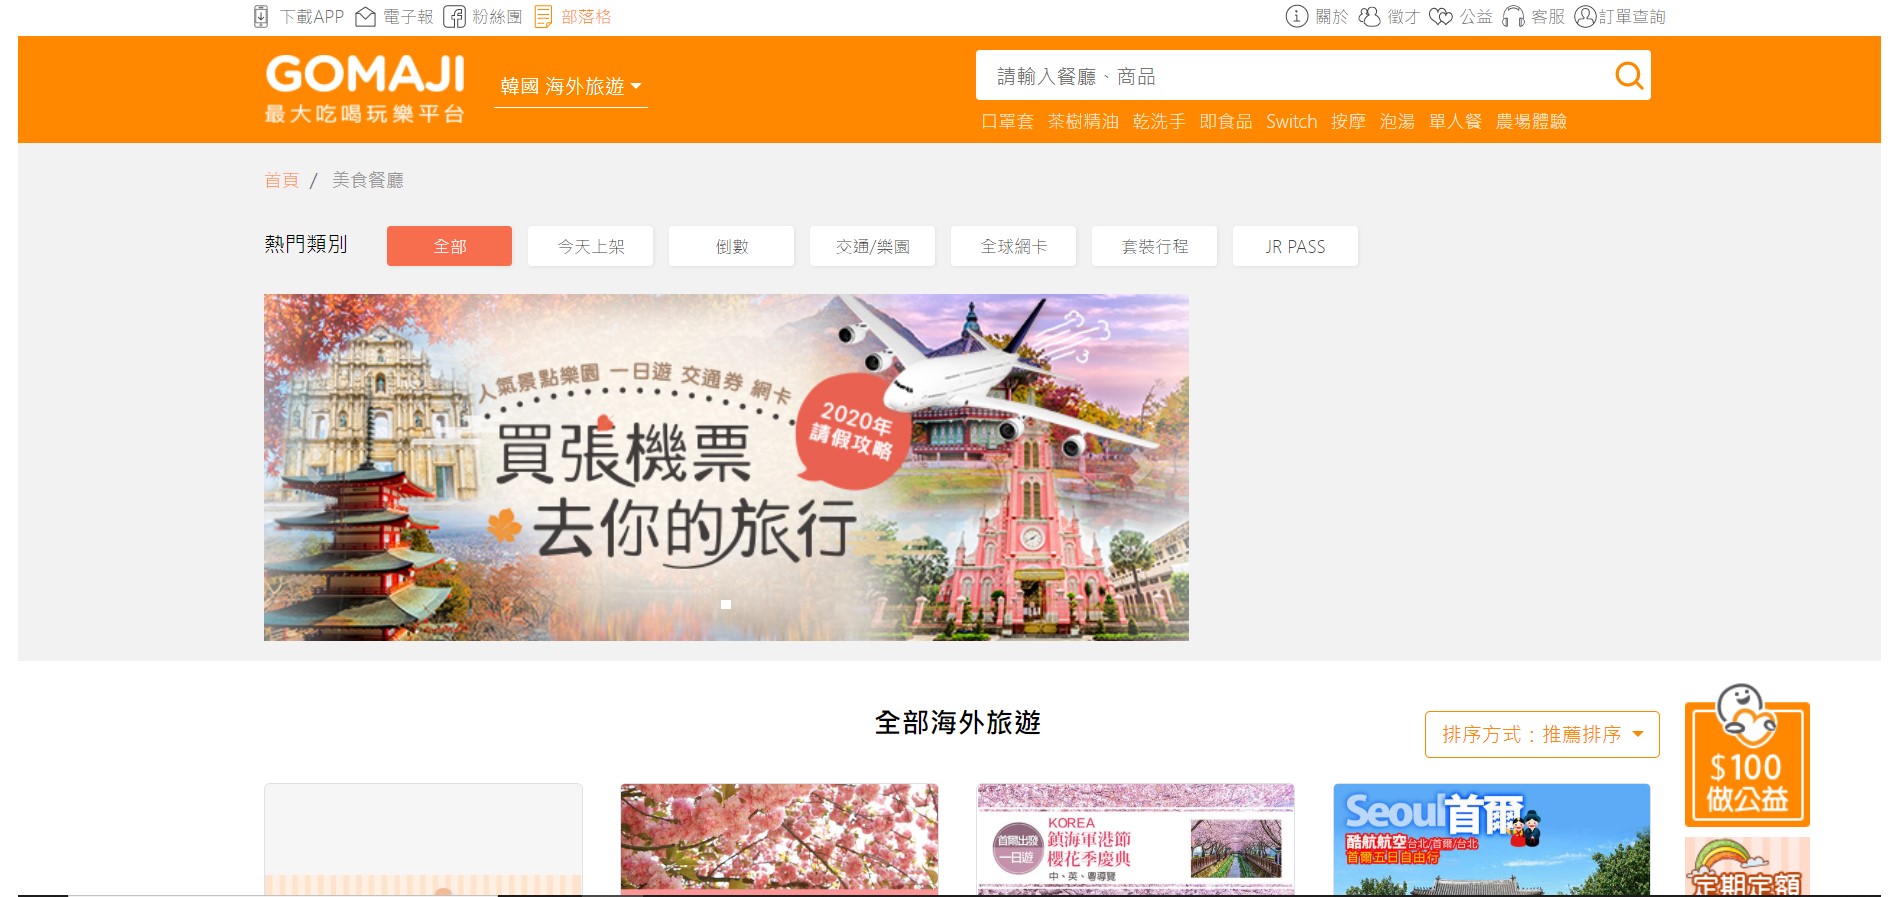 下載APP 電子報 粉絲團 部落格 關於 徵才 公益 客服 訂單查詢
GOMAJI
最大吃喝玩樂平台
韓國 海外旅遊
請輸入餐廳、商品
口罩套 茶樹精油 乾洗手 即食品 Switch 按摩 泡湯 單人餐 農場體驗
首頁 / 美食餐廳
熱門類別 全部 今天上架 倒數 交通/樂園 全球網卡 套裝行程 JR PASS
人氣景點樂園 一日遊 交通券 網卡
2020年
請假攻略
買張機票
去你的旅行
全部海外旅遊
排序方式：推薦排序
$100
做公益
首爾出發
一日遊
KOREA
鎮海軍港節
櫻花季慶典
中、英、粵導覽
Seoul首爾
酷航航空台北/首爾/台北
首爾五日自由行
定期定額